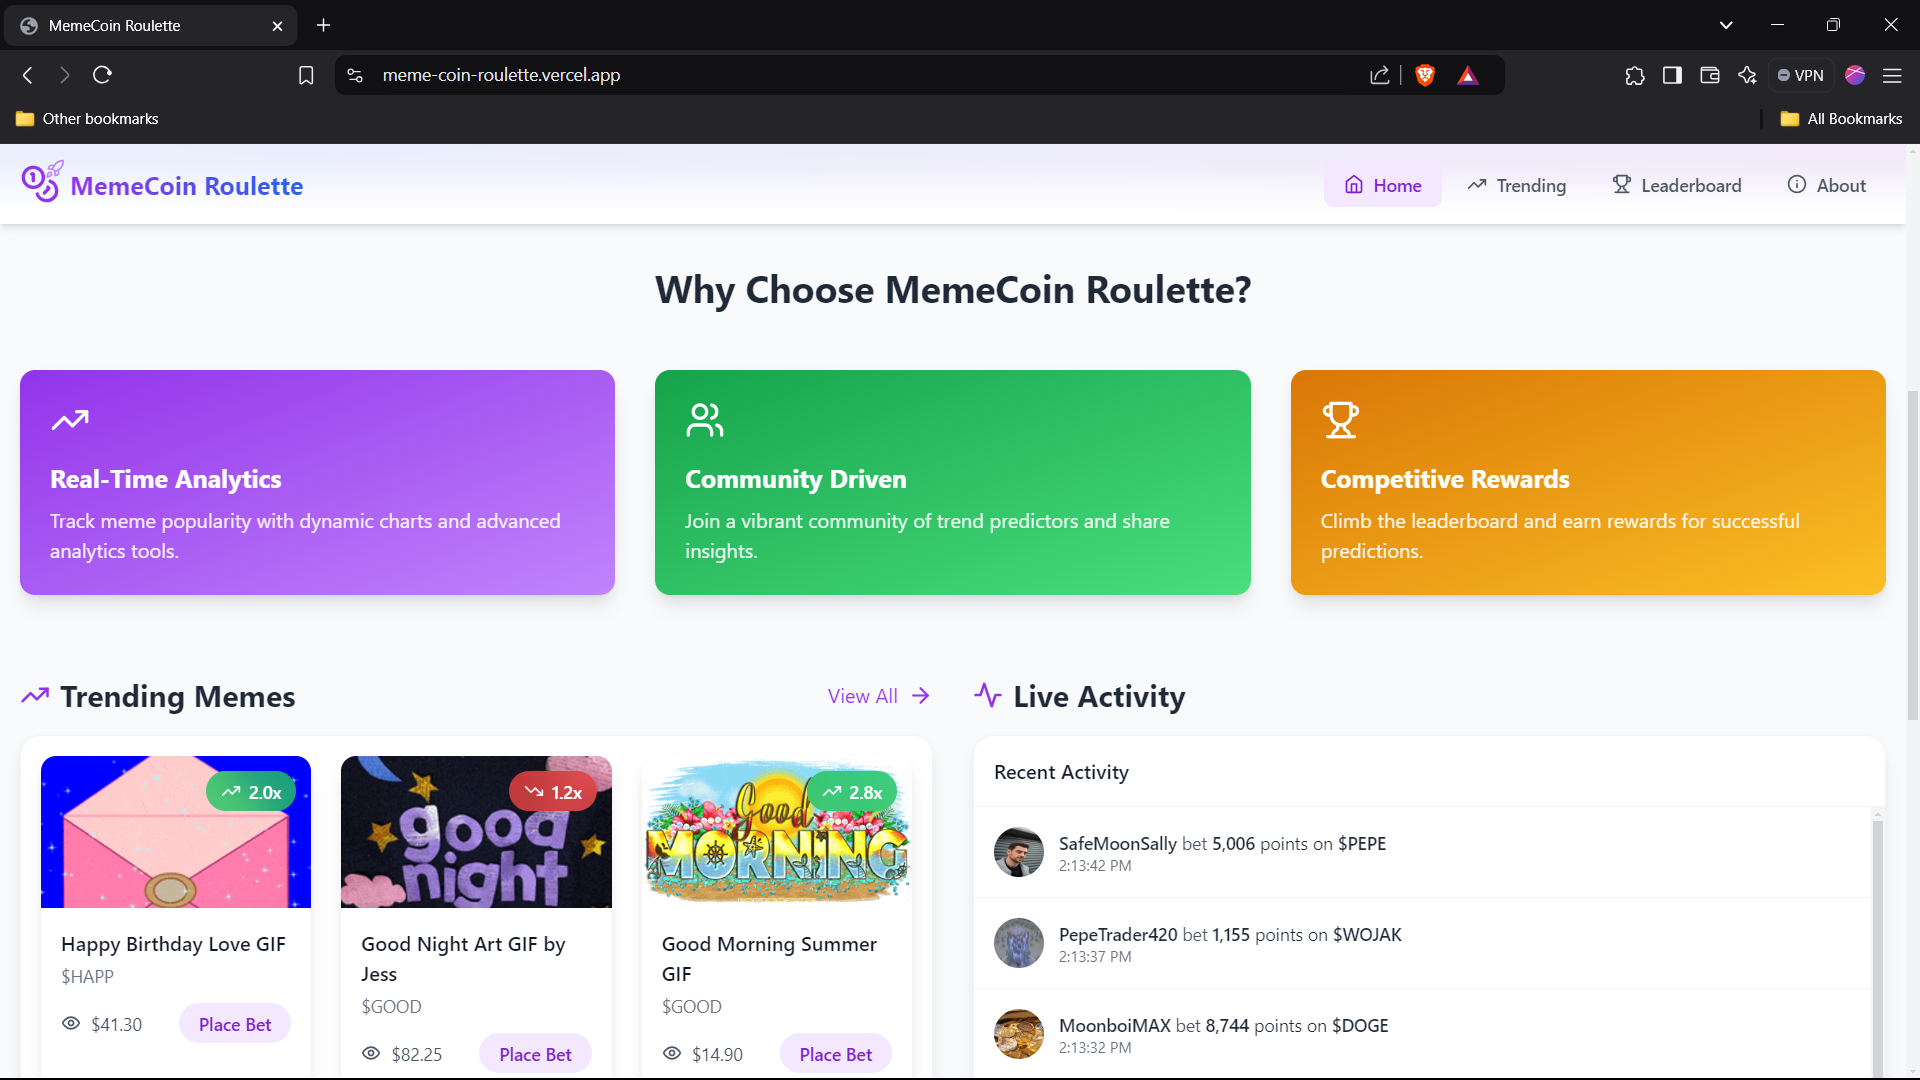 MemeCoin Roulette
meme-coin-roulette.vercel.app
VPN
Other bookmarks
All Bookmarks
MemeCoin Roulette
Home
Trending
Leaderboard
About
Why Choose MemeCoin Roulette?
Real-Time Analytics
Track meme popularity with dynamic charts and advanced
analytics tools.
Community Driven
Join a vibrant community of trend predictors and share
insights.
Competitive Rewards
Climb the leaderboard and earn rewards for successful
predictions.
Trending Memes
View All
2.0x
Happy Birthday Love GIF
$HAPP
$41.30
Place Bet
1.2x
good
night
Good Night Art GIF by
Jess
$GOOD
$82.25
Place Bet
2.8x
Good
MORNING
Good Morning Summer
GIF
$GOOD
$14.90
Place Bet
Live Activity
Recent Activity
SafeMoonSally bet 5,006 points on $PEPE
2:13:42 PM
PepeTrader420 bet 1,155 points on $WOJAK
2:13:37 PM
MoonboiMAX bet 8,744 points on $DOGE
2:13:32 PM